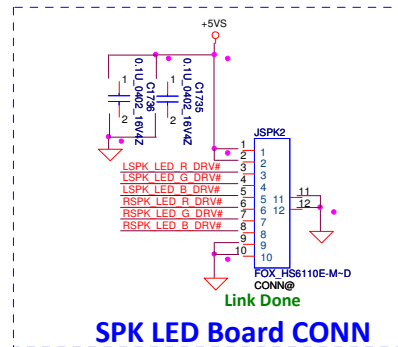 +5VS
1
2
0.1U_0402_16V4Z
C1736
1
2
0.1U_0402_16V4Z
C1735
JSPK2
1 1
2 2
LSPK_LED_R_DRV# 3 3
LSPK_LED_G_DRV# 4 4
LSPK_LED_B_DRV# 5 5
RSPK_LED_R_DRV# 6 6
RSPK_LED_G_DRV# 7 7
RSPK_LED_B_DRV# 8 8
9 9
10 10
11 11
12 12
FOX_HS6110E-M~D
CONN@
Link Done
SPK LED Board CONN